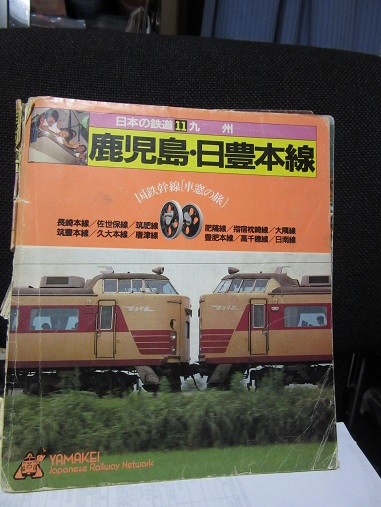 日本の鉄道 11 九州
鹿児島・日豊本線
国鉄幹線「車窓の旅」
長崎本線／佐世保線／筑肥線
筑豊本線／久大本線／唐津線
肥薩線／指宿枕崎線／大隅線
豊肥本線／高千穂線／日南線
YAMAKEI
Japanese Railway Network